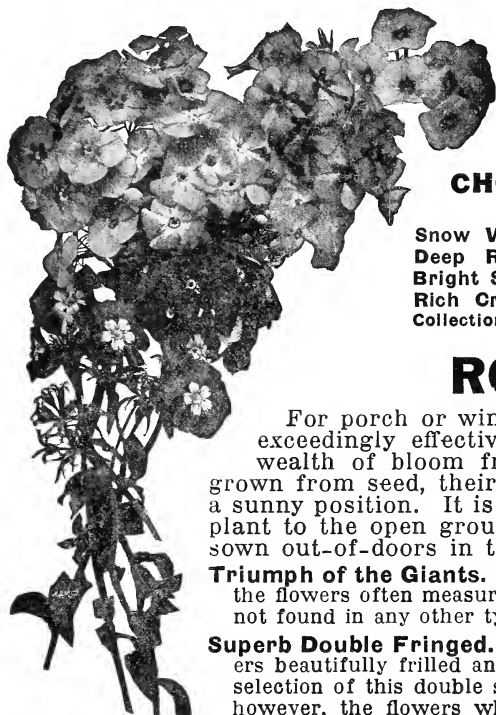 CH
Snow
Deep
Bright
Rich
Collection
RO
For porch or win
exceedingly effectiv
wealth of bloom fr
grown from seed, their
a sunny position. It is
plant to the open grou
sown out-of-doors in t
Triumph of the Giants.
the flowers often measur
not found in any other ty
Superb Double Fringed.
ers beautifully frilled an
selection of this double s
however, the flowers wh